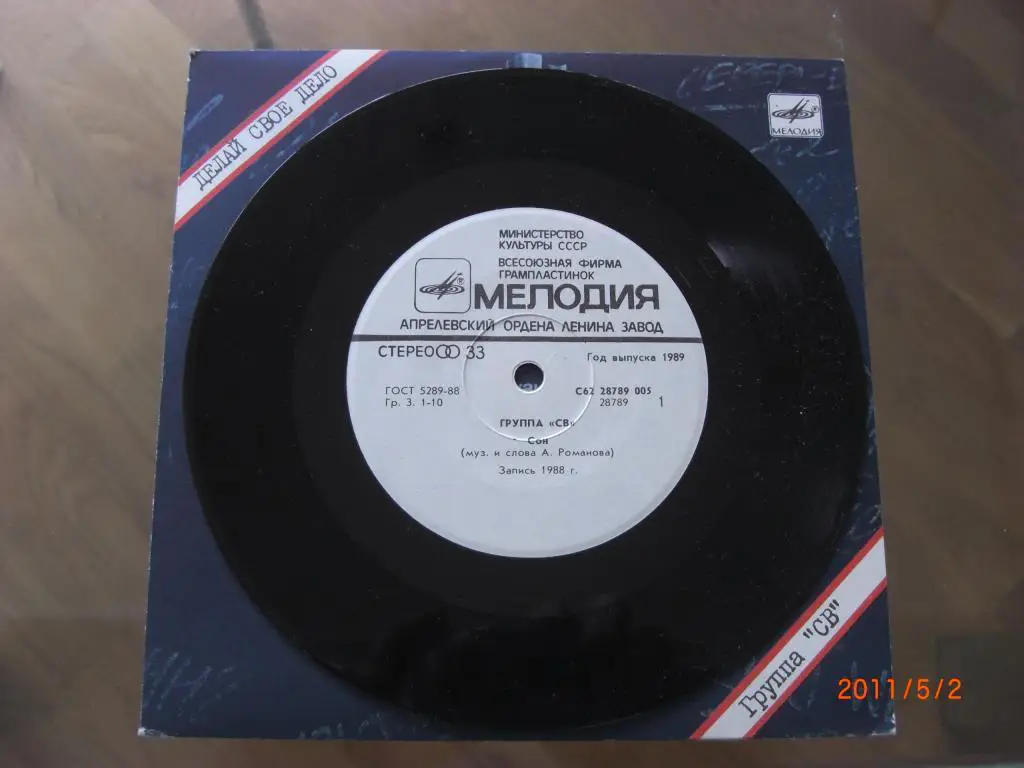 ДЕЛАЙ СВОЕ ДЕЛО
МЕЛОДИЯ
МИНИСТЕРСТВО
КУЛЬТУРЫ СССР
ВСЕСОЮЗНАЯ ФИРМА
ГРАМПЛАСТИНОК
МЕЛОДИЯ
АПРЕЛЕВСКИЙ ОРДЕНА ЛЕНИНА ЗАВОД
СТЕРЕО 33
Год выпуска 1989
ГОСТ 5289-88
Гр. 3. 1-10
С62 28789 005
28789 1
ГРУППА «СВ»
Сон
(муз. и слова А. Романова)
Запись 1988 г.
Группа "СВ"
2011/5/2